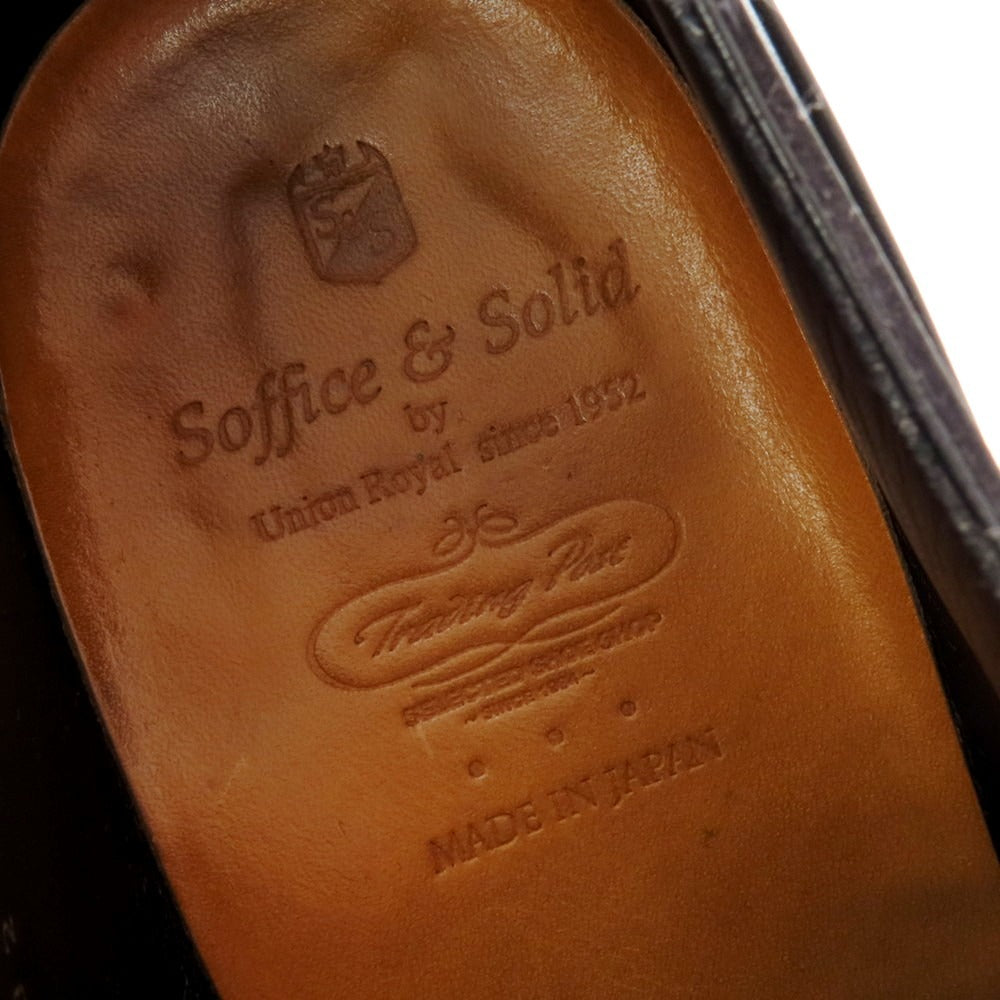 S S
Soffice & Solid
by
Union Royal since 1952
Trading Post
SELECTED SHOE SHOP
MADE IN JAPAN